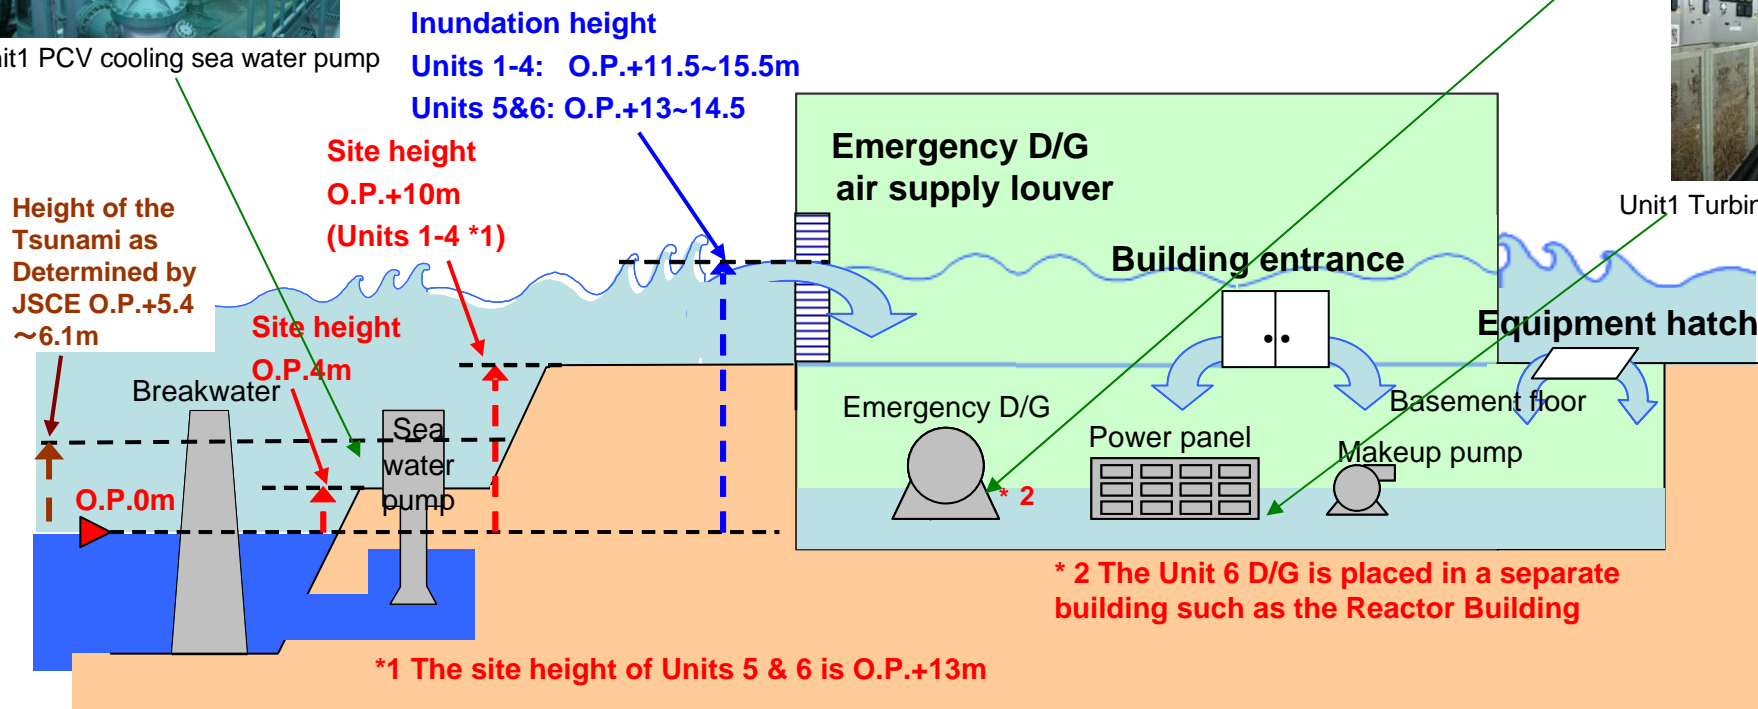 Unit1 PCV cooling sea water pump
Inundation height
Units 1-4: O.P.+11.5~15.5m
Units 5&6: O.P.+13~14.5
Site height
O.P.+10m
(Units 1-4 *1)
Height of the
Tsunami as
Determined by
JSCE O.P.+5.4
～6.1m
Emergency D/G
air supply louver
Unit1 Turbin
Building entrance
Equipment hatch
Site height
O.P.4m
Breakwater
Sea
water
pump
O.P.0m
Emergency D/G
* 2
Power panel
Basement floor
Makeup pump
* 2 The Unit 6 D/G is placed in a separate
building such as the Reactor Building
*1 The site height of Units 5 & 6 is O.P.+13m